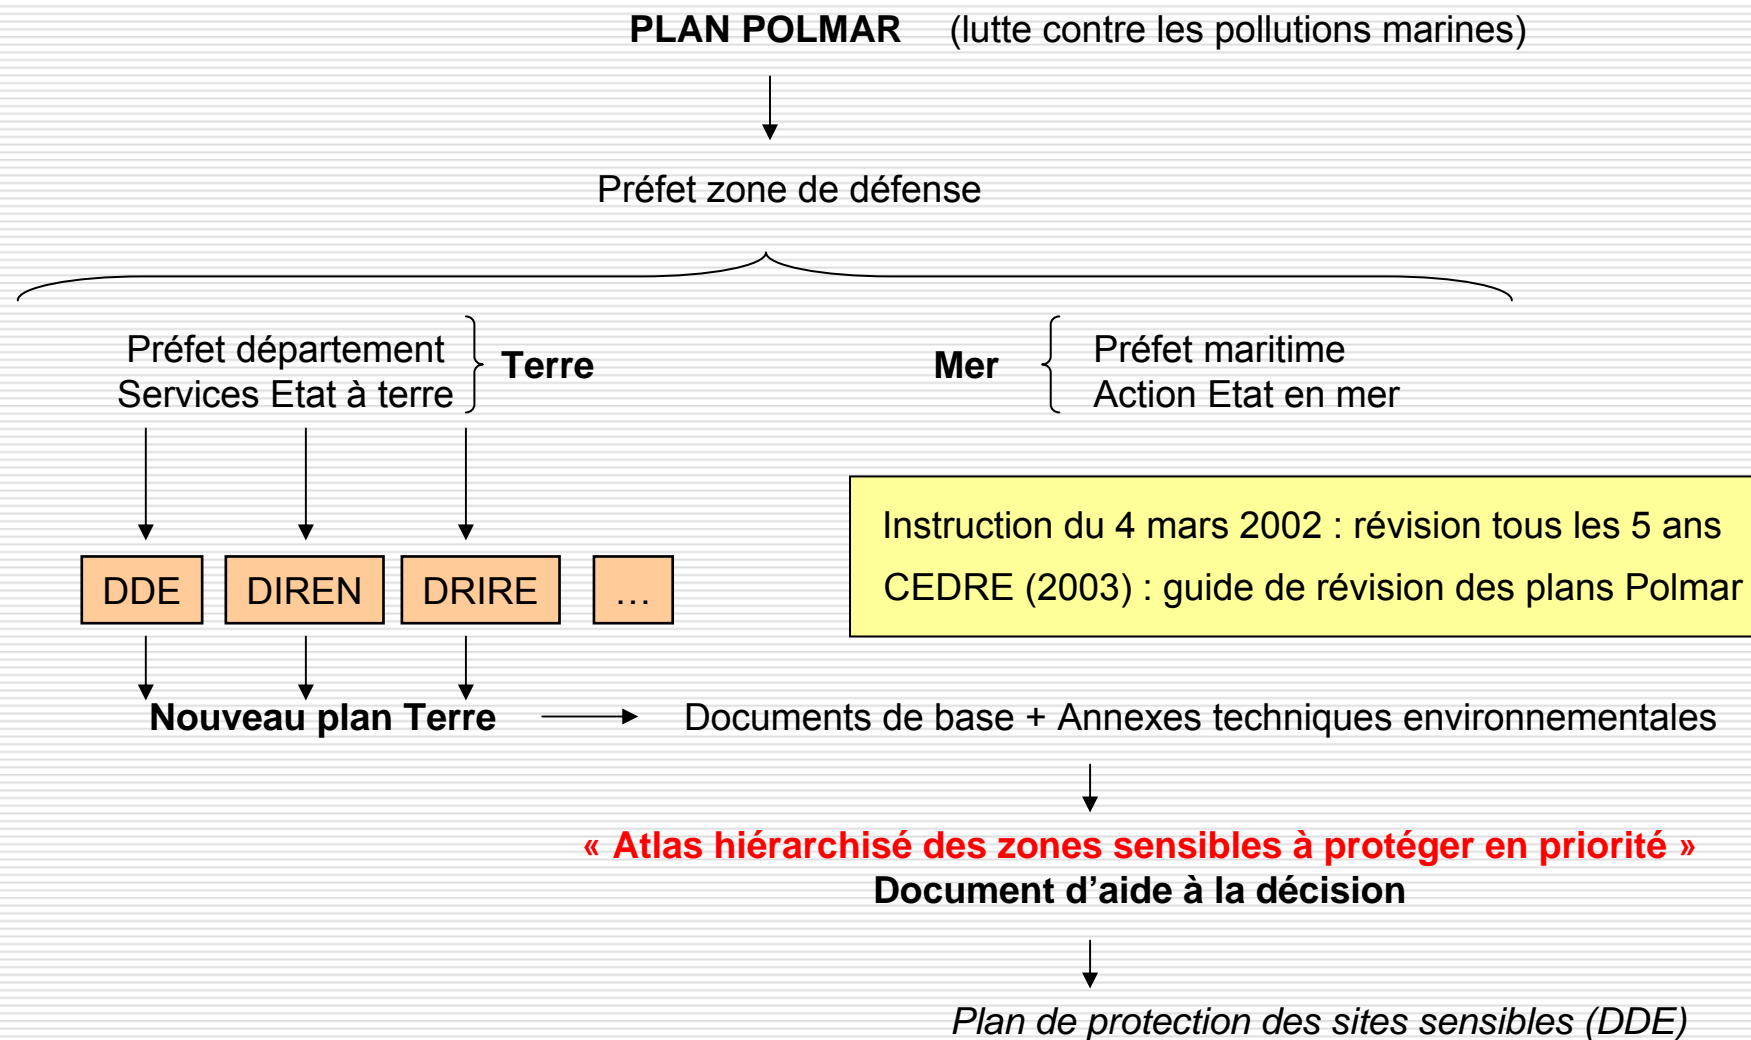 PLAN POLMAR (lutte contre les pollutions marines)
Préfet zone de défense
Préfet département
Services Etat à terre
Terre
Mer
Préfet maritime
Action Etat en mer
Instruction du 4 mars 2002 : révision tous les 5 ans
CEDRE (2003) : guide de révision des plans Polmar
DDE DIREN DRIRE …
Nouveau plan Terre
Documents de base + Annexes techniques environnementales
« Atlas hiérarchisé des zones sensibles à protéger en priorité »
Document d’aide à la décision
Plan de protection des sites sensibles (DDE)